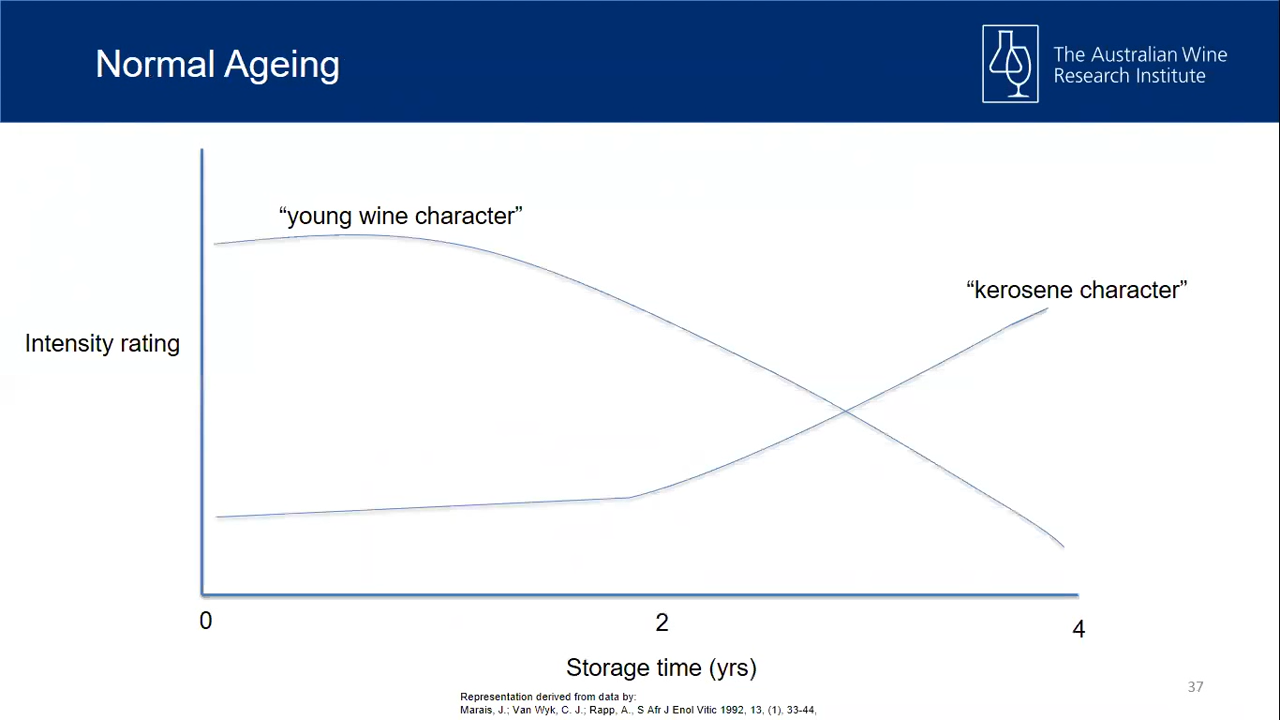 Normal Ageing
The Australian Wine
Research Institute
“young wine character”
“kerosene character”
Intensity rating
0
2
4
Storage time (yrs)
Representation derived from data by:
Marais, J.; Van Wyk, C. J.; Rapp, A., S Afr J Enol Vitic 1992, 13, (1), 33-44,
37